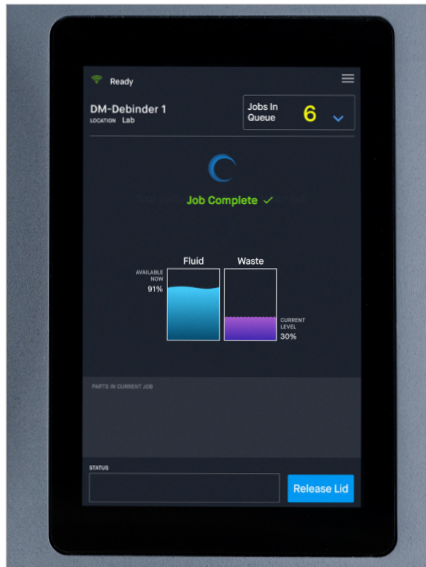 Ready
DM-Debinder 1
LOCATION Lab
Jobs In
Queue
6
Job Complete
Fluid
Waste
AVAILABLE
NOW
91%
CURRENT
LEVEL
30%
PARTS IN CURRENT JOB
STATUS
Release Lid